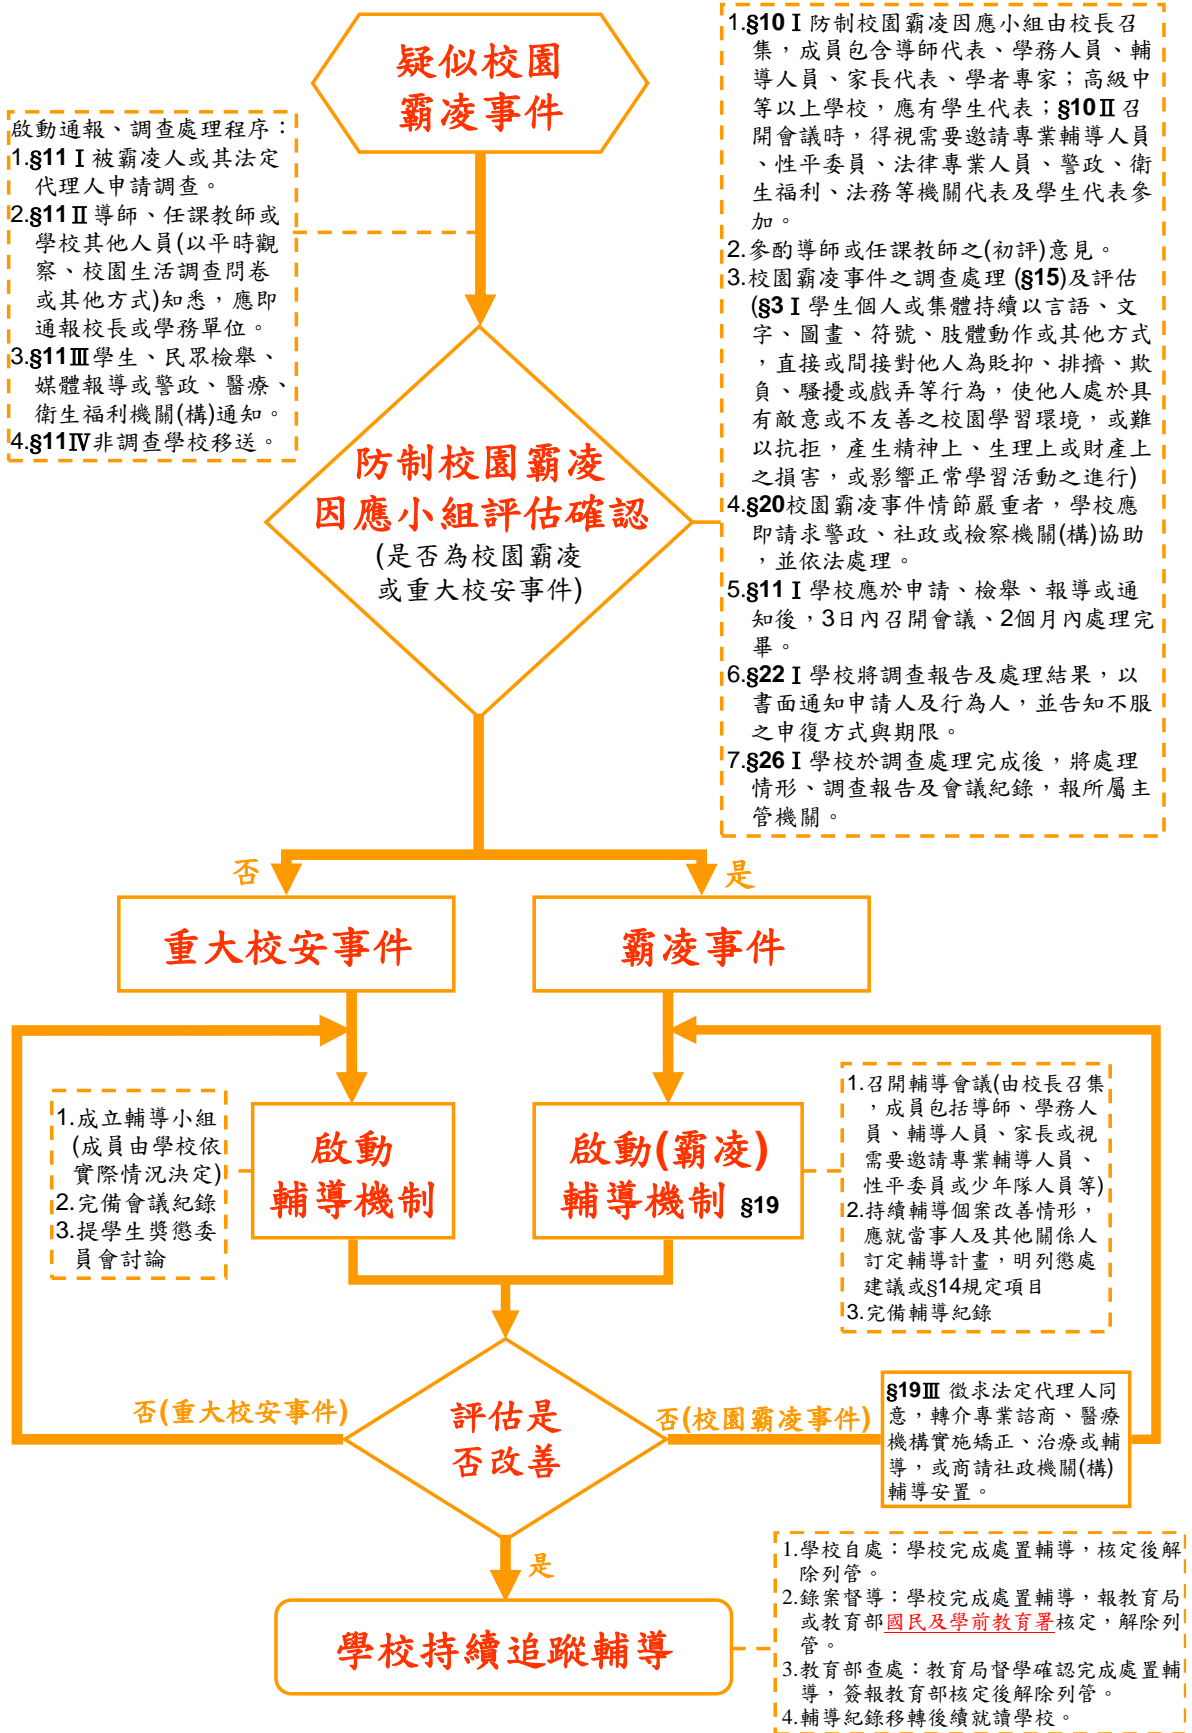 疑似校園
霸凌事件
啟動通報、調查處理程序：
1.§11Ⅰ被霸凌人或其法定
代理人申請調查。
2.§11Ⅱ導師、任課教師或
學校其他人員(以平時觀
察、校園生活調查問卷
或其他方式)知悉，應即
通報校長或學務單位。
3.§11Ⅲ學生、民眾檢舉、
媒體報導或警政、醫療、
衛生福利機關(構)通知。
4.§11Ⅳ非調查學校移送。
1.§10Ⅰ防制校園霸凌因應小組由校長召
集，成員包含導師代表、學務人員、輔
導人員、家長代表、學者專家；高級中
等以上學校，應有學生代表；§10Ⅱ召
開會議時，得視需要邀請專業輔導人員
、性平委員、法律專業人員、警政、衛
生福利、法務等機關代表及學生代表參
加。
2.參酌導師或任課教師之(初評)意見。
3.校園霸凌事件之調查處理 (§15)及評估
(§3Ⅰ學生個人或集體持續以言語、文
字、圖畫、符號、肢體動作或其他方式
，直接或間接對他人為貶抑、排擠、欺
負、騷擾或戲弄等行為，使他人處於具
有敵意或不友善之校園學習環境，或難
以抗拒，產生精神上、生理上或財產上
之損害，或影響正常學習活動之進行)
4.§20校園霸凌事件情節嚴重者，學校應
即請求警政、社政或檢察機關(構)協助
，並依法處理。
5.§11Ⅰ學校應於申請、檢舉、報導或通
知後，3日內召開會議、2個月內處理完
畢。
6.§22Ⅰ學校將調查報告及處理結果，以
書面通知申請人及行為人，並告知不服
之申復方式與期限。
7.§26Ⅰ學校於調查處理完成後，將處理
情形、調查報告及會議紀錄，報所屬主
管機關。
防制校園霸凌
因應小組評估確認
(是否為校園霸凌
或重大校安事件)
否
是
重大校安事件
霸凌事件
1.成立輔導小組
(成員由學校依
實際情況決定)
2.完備會議紀錄
3.提學生獎懲委
員會討論
啟動
輔導機制
啟動(霸凌)
輔導機制 §19
1.召開輔導會議(由校長召集
，成員包括導師、學務人
員、輔導人員、家長或視
需要邀請專業輔導人員、
性平委員或少年隊人員等)
2.持續輔導個案改善情形，
應就當事人及其他關係人
訂定輔導計畫，明列懲處
建議或§14規定項目
3.完備輔導紀錄
否(重大校安事件)
評估是
否改善
否(校園霸凌事件)
§19Ⅲ 徵求法定代理人同
意，轉介專業諮商、醫療
機構實施矯正、治療或輔
導，或商請社政機關(構)
輔導安置。
是
學校持續追蹤輔導
1.學校自處：學校完成處置輔導，核定後解
除列管。
2.錄案督導：學校完成處置輔導，報教育局
或教育部國民及學前教育署核定，解除列
管。
3.教育部查處：教育局督學確認完成處置輔
導，簽報教育部核定後解除列管。
4.輔導紀錄移轉後續就讀學校。